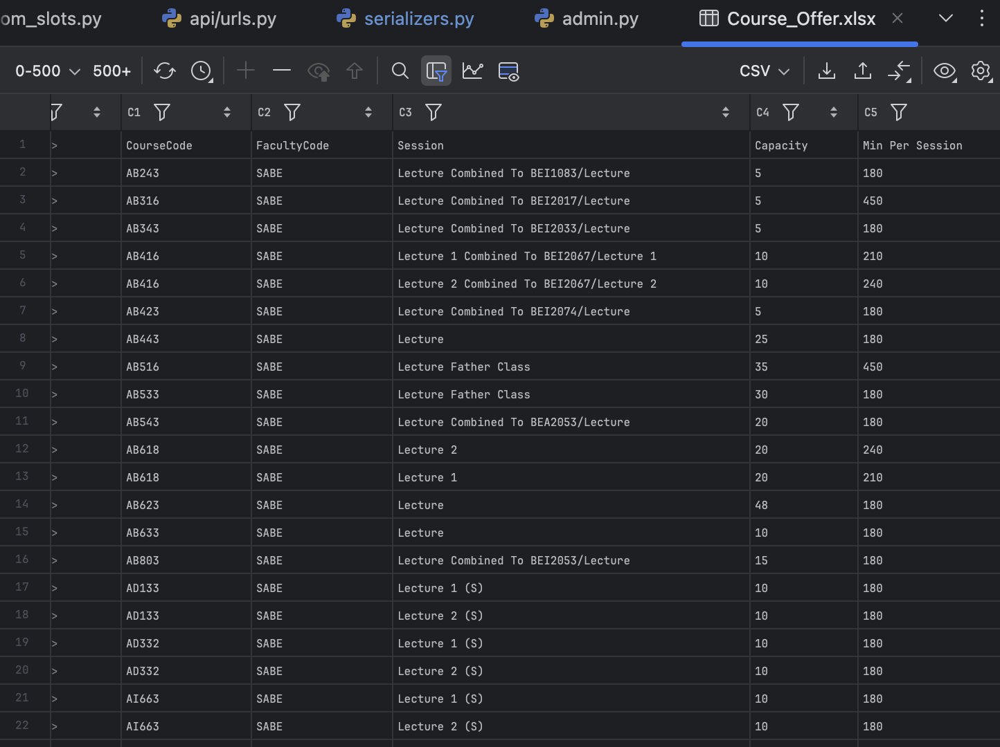 om_slots.py api/urls.py serializers.py admin.py Course_Offer.xlsx
0-500 500+ CSV
C1 C2 C3 C4 C5
1 > CourseCode FacultyCode Session Capacity Min Per Session
2 > AB243 SABE Lecture Combined To BEI1083/Lecture 5 180
3 > AB316 SABE Lecture Combined To BEI2017/Lecture 5 450
4 > AB343 SABE Lecture Combined To BEI2033/Lecture 5 180
5 > AB416 SABE Lecture 1 Combined To BEI2067/Lecture 1 10 210
6 > AB416 SABE Lecture 2 Combined To BEI2067/Lecture 2 10 240
7 > AB423 SABE Lecture Combined To BEI2074/Lecture 5 180
8 > AB443 SABE Lecture 25 180
9 > AB516 SABE Lecture Father Class 35 450
10 > AB533 SABE Lecture Father Class 30 180
11 > AB543 SABE Lecture Combined To BEA2053/Lecture 20 180
12 > AB618 SABE Lecture 2 20 240
13 > AB618 SABE Lecture 1 20 210
14 > AB623 SABE Lecture 48 180
15 > AB633 SABE Lecture 10 180
16 > AB803 SABE Lecture Combined To BEI2053/Lecture 15 180
17 > AD133 SABE Lecture 1 (S) 10 180
18 > AD133 SABE Lecture 2 (S) 10 180
19 > AD332 SABE Lecture 1 (S) 10 180
20 > AD332 SABE Lecture 2 (S) 10 180
21 > AI663 SABE Lecture 1 (S) 10 180
22 > AI663 SABE Lecture 2 (S) 10 180